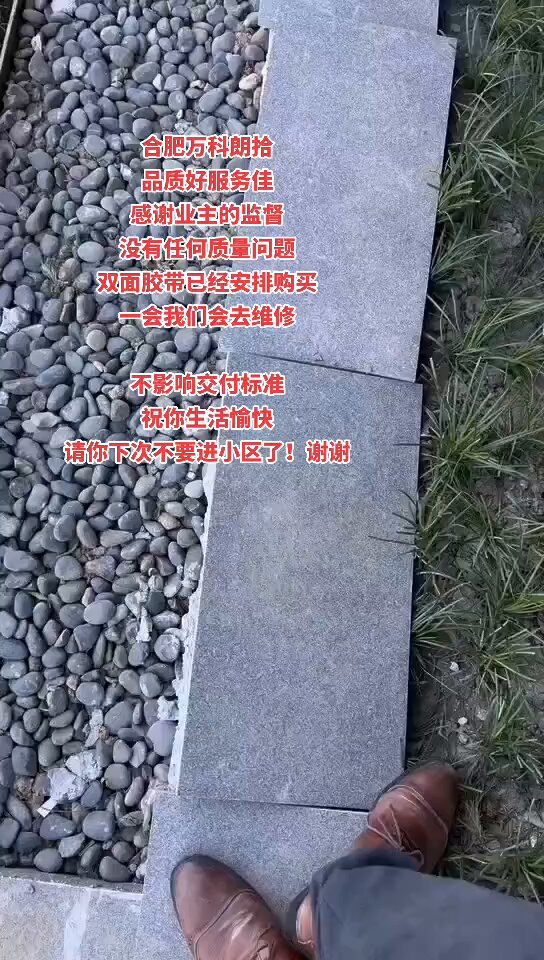 合肥万科朗拾
品质好服务佳
感谢业主的监督
没有任何质量问题
双面胶带已经安排购买
一会我们会去维修
不影响交付标准
祝你生活愉快
请你下次不要进小区了！谢谢